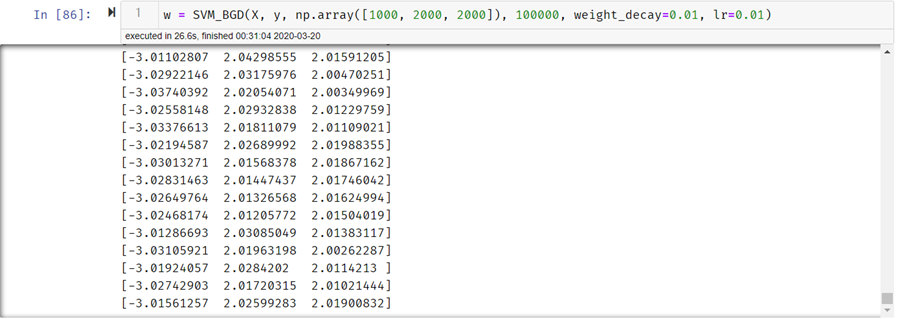 In [86]: 1 w = SVM_BGD(X, y, np.array([1000, 2000, 2000]), 100000, weight_decay=0.01, lr=0.01)
executed in 26.6s, finished 00:31:04 2020-03-20
[-3.01102807 2.04298555 2.01591205]
[-3.02922146 2.03175976 2.00470251]
[-3.03740392 2.02054071 2.00349969]
[-3.02558148 2.02932838 2.01229759]
[-3.03376613 2.01811079 2.01109021]
[-3.02194587 2.02689992 2.01988355]
[-3.03013271 2.01568378 2.01867162]
[-3.02831463 2.01447437 2.01746042]
[-3.02649764 2.01326568 2.01624994]
[-3.02468174 2.01205772 2.01504019]
[-3.01286693 2.03085049 2.01383117]
[-3.03105921 2.01963198 2.00262287]
[-3.01924057 2.0284202 2.0114213 ]
[-3.02742903 2.01720315 2.01021444]
[-3.01561257 2.02599283 2.01900832]